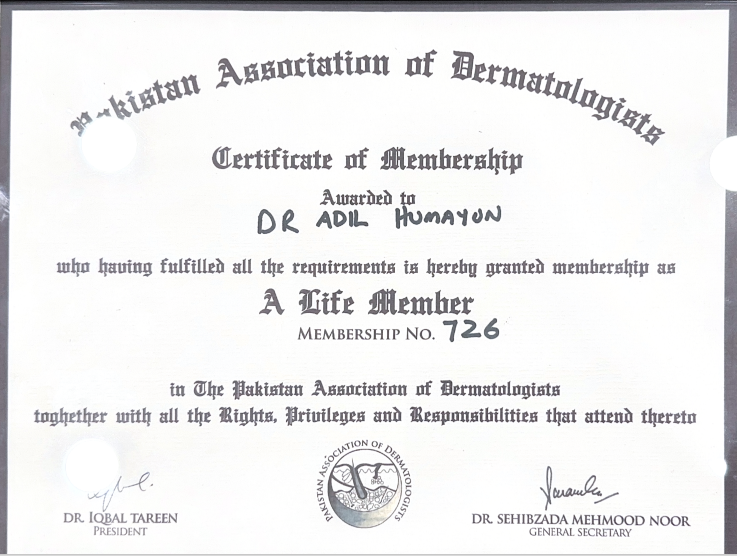 Pakistan Association of Dermatologists
Certificate of Membership
Awarded to
DR ADIL HUMAYUN
who having fulfilled all the requirements is hereby granted membership as
A Life Member
MEMBERSHIP NO. 726
in The Pakistan Association of Dermatologists
toghether with all the Rights, Privileges and Responsibilities that attend thereto
PAKISTAN ASSOCIATION OF DERMATOLOGISTS
DR. IQBAL TAREEN
PRESIDENT
DR. SEHIBZADA MEHMOOD NOOR
GENERAL SECRETARY